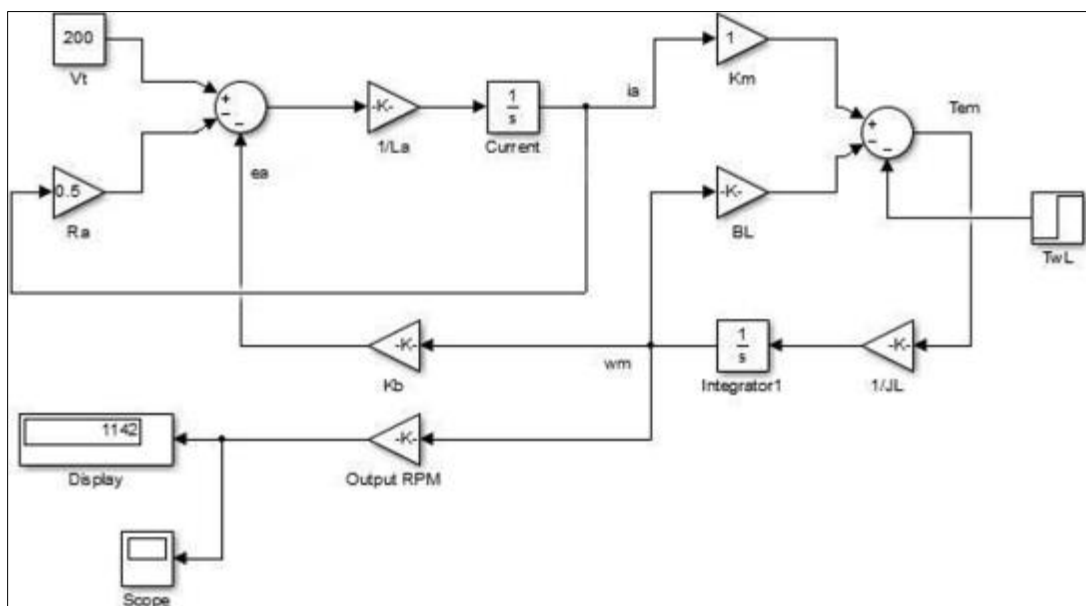 200
Vt
+
−
−
-K-
1/La
1
s
Current
ia
1
Km
+
−
−
Tem
0.5
Ra
ea
-K-
BL
TwL
-K-
Kb
wm
1
s
Integrator1
-K-
1/JL
1142
Display
-K-
Output RPM
Scope